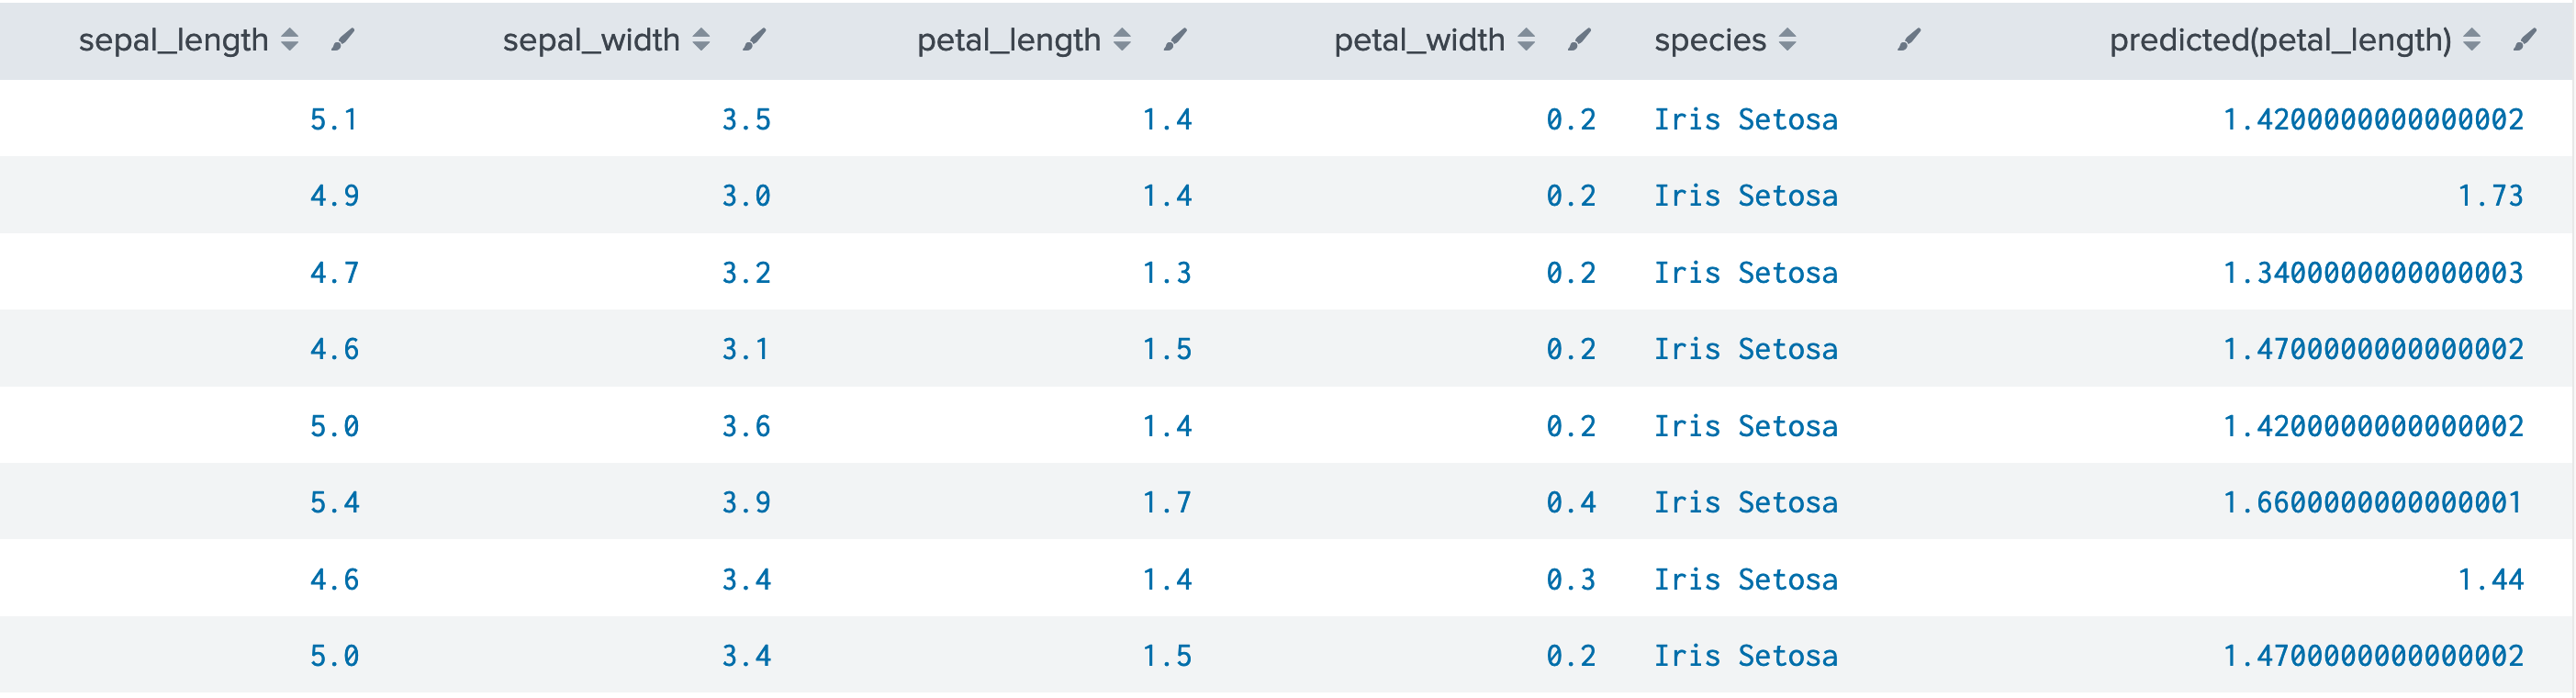 sepal_length sepal_width petal_length petal_width species predicted(petal_length)
5.1 3.5 1.4 0.2 Iris Setosa 1.4200000000000002
4.9 3.0 1.4 0.2 Iris Setosa 1.73
4.7 3.2 1.3 0.2 Iris Setosa 1.3400000000000003
4.6 3.1 1.5 0.2 Iris Setosa 1.4700000000000002
5.0 3.6 1.4 0.2 Iris Setosa 1.4200000000000002
5.4 3.9 1.7 0.4 Iris Setosa 1.6600000000000001
4.6 3.4 1.4 0.3 Iris Setosa 1.44
5.0 3.4 1.5 0.2 Iris Setosa 1.4700000000000002